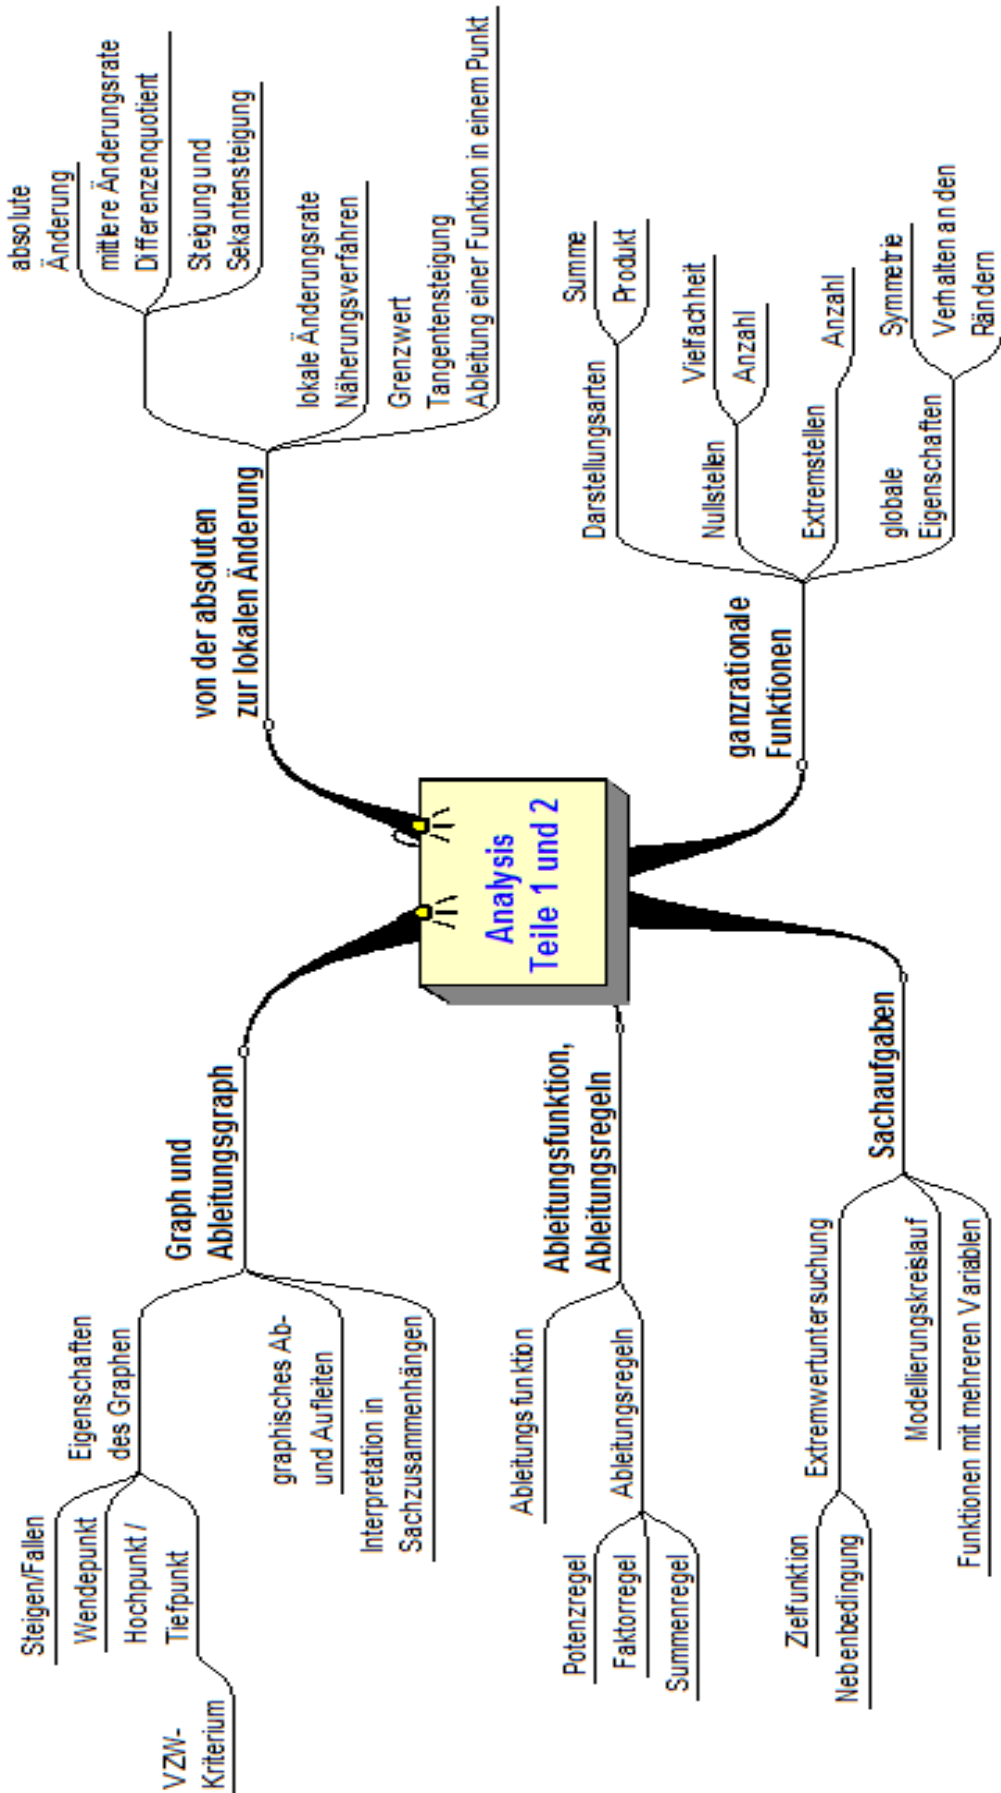 Analysis
Teile 1 und 2
von der absoluten
zur lokalen Änderung
absolute
Änderung
mittlere Änderungsrate
Differenzenquotient
Steigung und
Sekantensteigung
lokale Änderungsrate
Näherungsverfahren
Grenzwert
Tangentensteigung
Ableitung einer Funktion in einem Punkt
ganzrationale
Funktionen
Darstellungsarten
Summe
Produkt
Nullstellen
Vielfachheit
Anzahl
Extremstellen
Anzahl
globale
Eigenschaften
Symmetrie
Verhalten an den
Rändern
Graph und
Ableitungsgraph
Eigenschaften
des Graphen
Steigen/Fallen
Wendepunkt
Hochpunkt /
Tiefpunkt
VZW-
Kriterium
graphisches Ab-
und Aufleiten
Interpretation in
Sachzusammenhängen
Ableitungsfunktion,
Ableitungsregeln
Ableitungsfunktion
Ableitungsregeln
Potenzregel
Faktorregel
Summenregel
Sachaufgaben
Extremwertuntersuchung
Zielfunktion
Nebenbedingung
Modellierungskreislauf
Funktionen mit mehreren Variablen